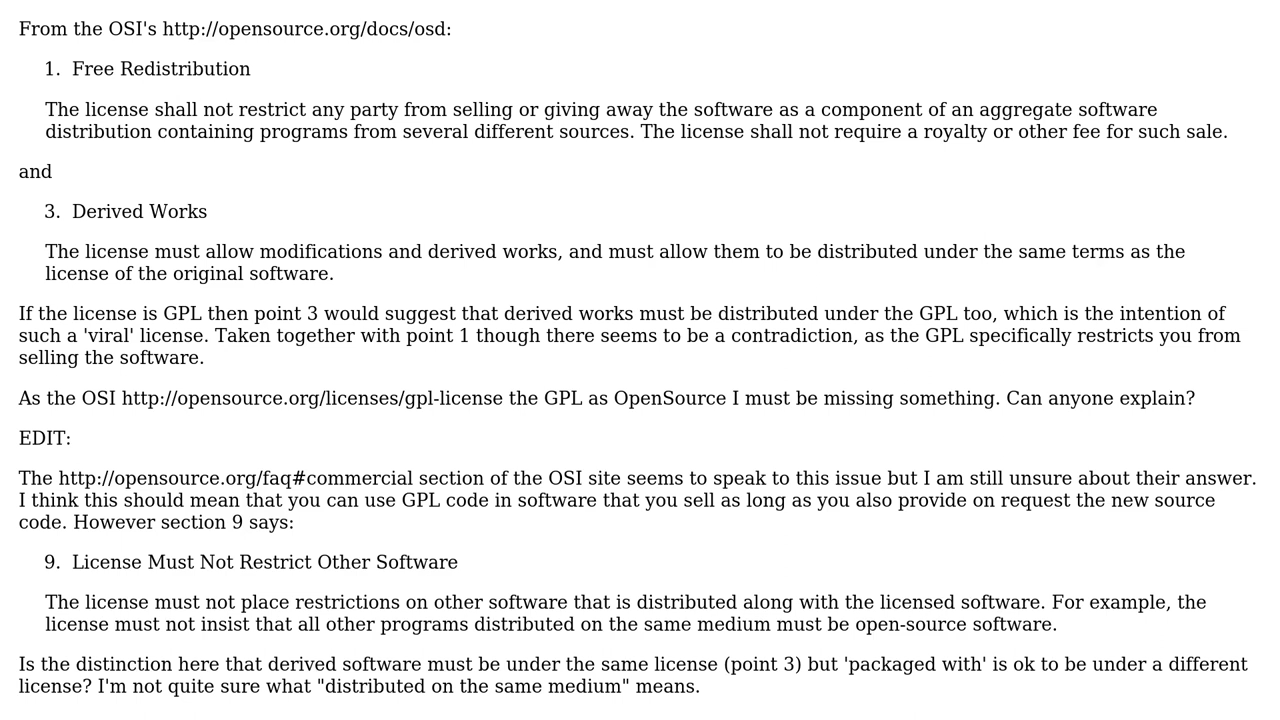 From the OSI's http://opensource.org/docs/osd:
1. Free Redistribution
The license shall not restrict any party from selling or giving away the software as a component of an aggregate software
distribution containing programs from several different sources. The license shall not require a royalty or other fee for such sale.
and
3. Derived Works
The license must allow modifications and derived works, and must allow them to be distributed under the same terms as the
license of the original software.
If the license is GPL then point 3 would suggest that derived works must be distributed under the GPL too, which is the intention of
such a 'viral' license. Taken together with point 1 though there seems to be a contradiction, as the GPL specifically restricts you from
selling the software.
As the OSI http://opensource.org/licenses/gpl-license the GPL as OpenSource I must be missing something. Can anyone explain?
EDIT:
The http://opensource.org/faq#commercial section of the OSI site seems to speak to this issue but I am still unsure about their answer.
I think this should mean that you can use GPL code in software that you sell as long as you also provide on request the new source
code. However section 9 says:
9. License Must Not Restrict Other Software
The license must not place restrictions on other software that is distributed along with the licensed software. For example, the
license must not insist that all other programs distributed on the same medium must be open-source software.
Is the distinction here that derived software must be under the same license (point 3) but 'packaged with' is ok to be under a different
license? I'm not quite sure what "distributed on the same medium" means.